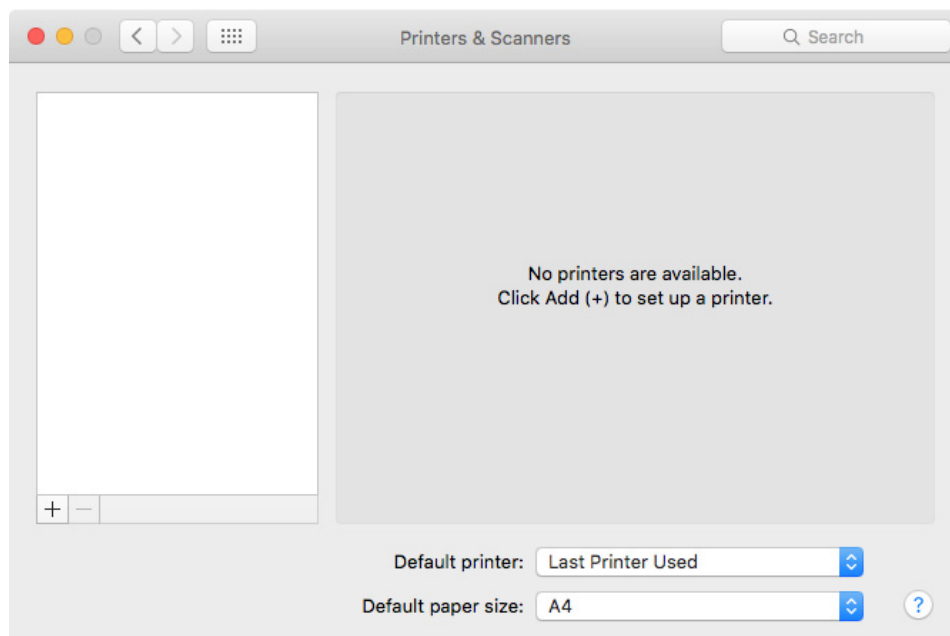 Printers & Scanners
Search
No printers are available.
Click Add (+) to set up a printer.
+ −
Default printer: Last Printer Used
Default paper size: A4
?